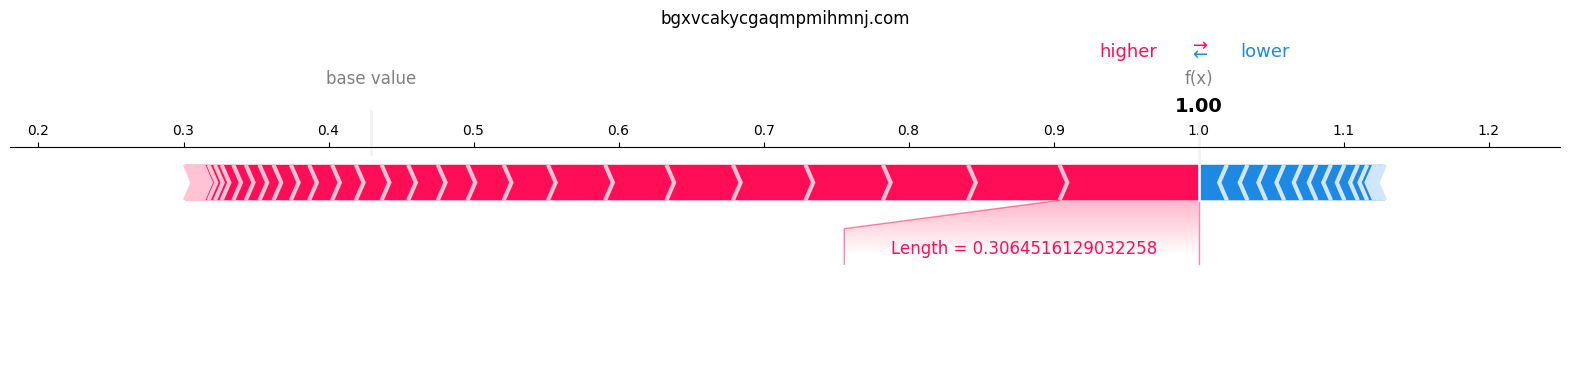 bgxvcakycgaqmpmihmnj.com
higher ⇄ lower
base value f(x)
1.00
0.2 0.3 0.4 0.5 0.6 0.7 0.8 0.9 1.0 1.1 1.2
Length = 0.3064516129032258